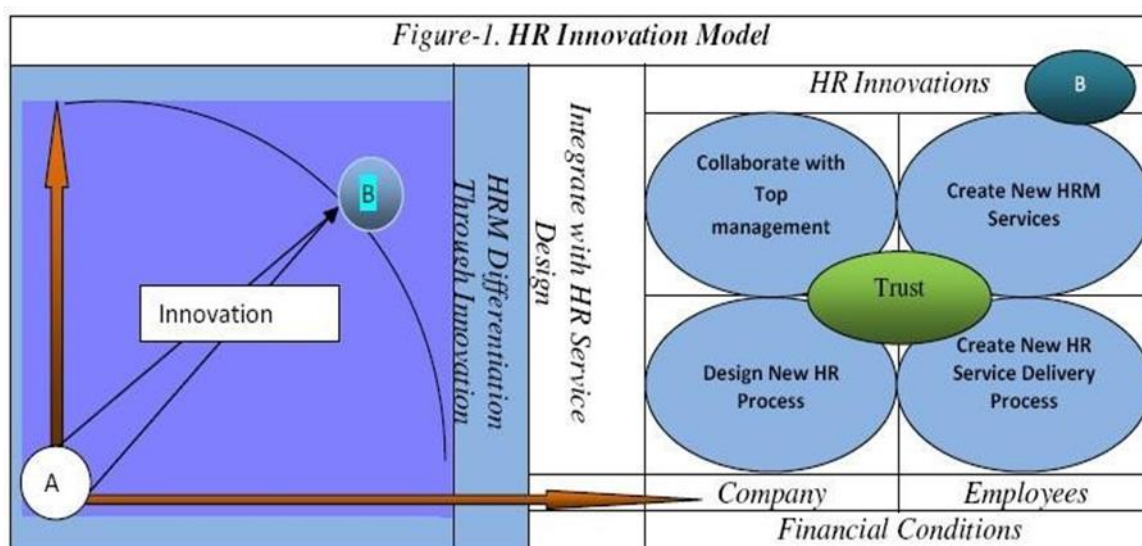 Figure-1. HR Innovation Model
B
Innovation
A
HRM Differentiation
Through Innovation
Integrate with HR Service
Design
HR Innovations
B
Collaborate with
Top
management
Create New HRM
Services
Trust
Design New HR
Process
Create New HR
Service Delivery
Process
Company
Employees
Financial Conditions